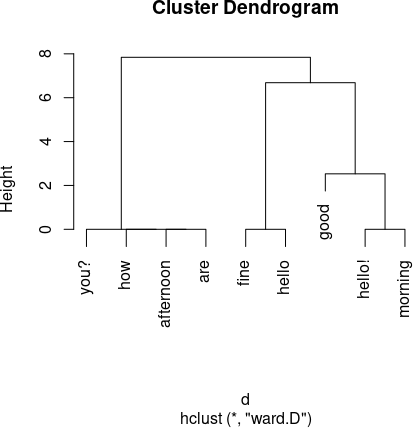 Cluster Dendrogram
Height
0 2 4 6 8
you? how afternoon are fine hello good hello! morning
d
hclust (*, "ward.D")